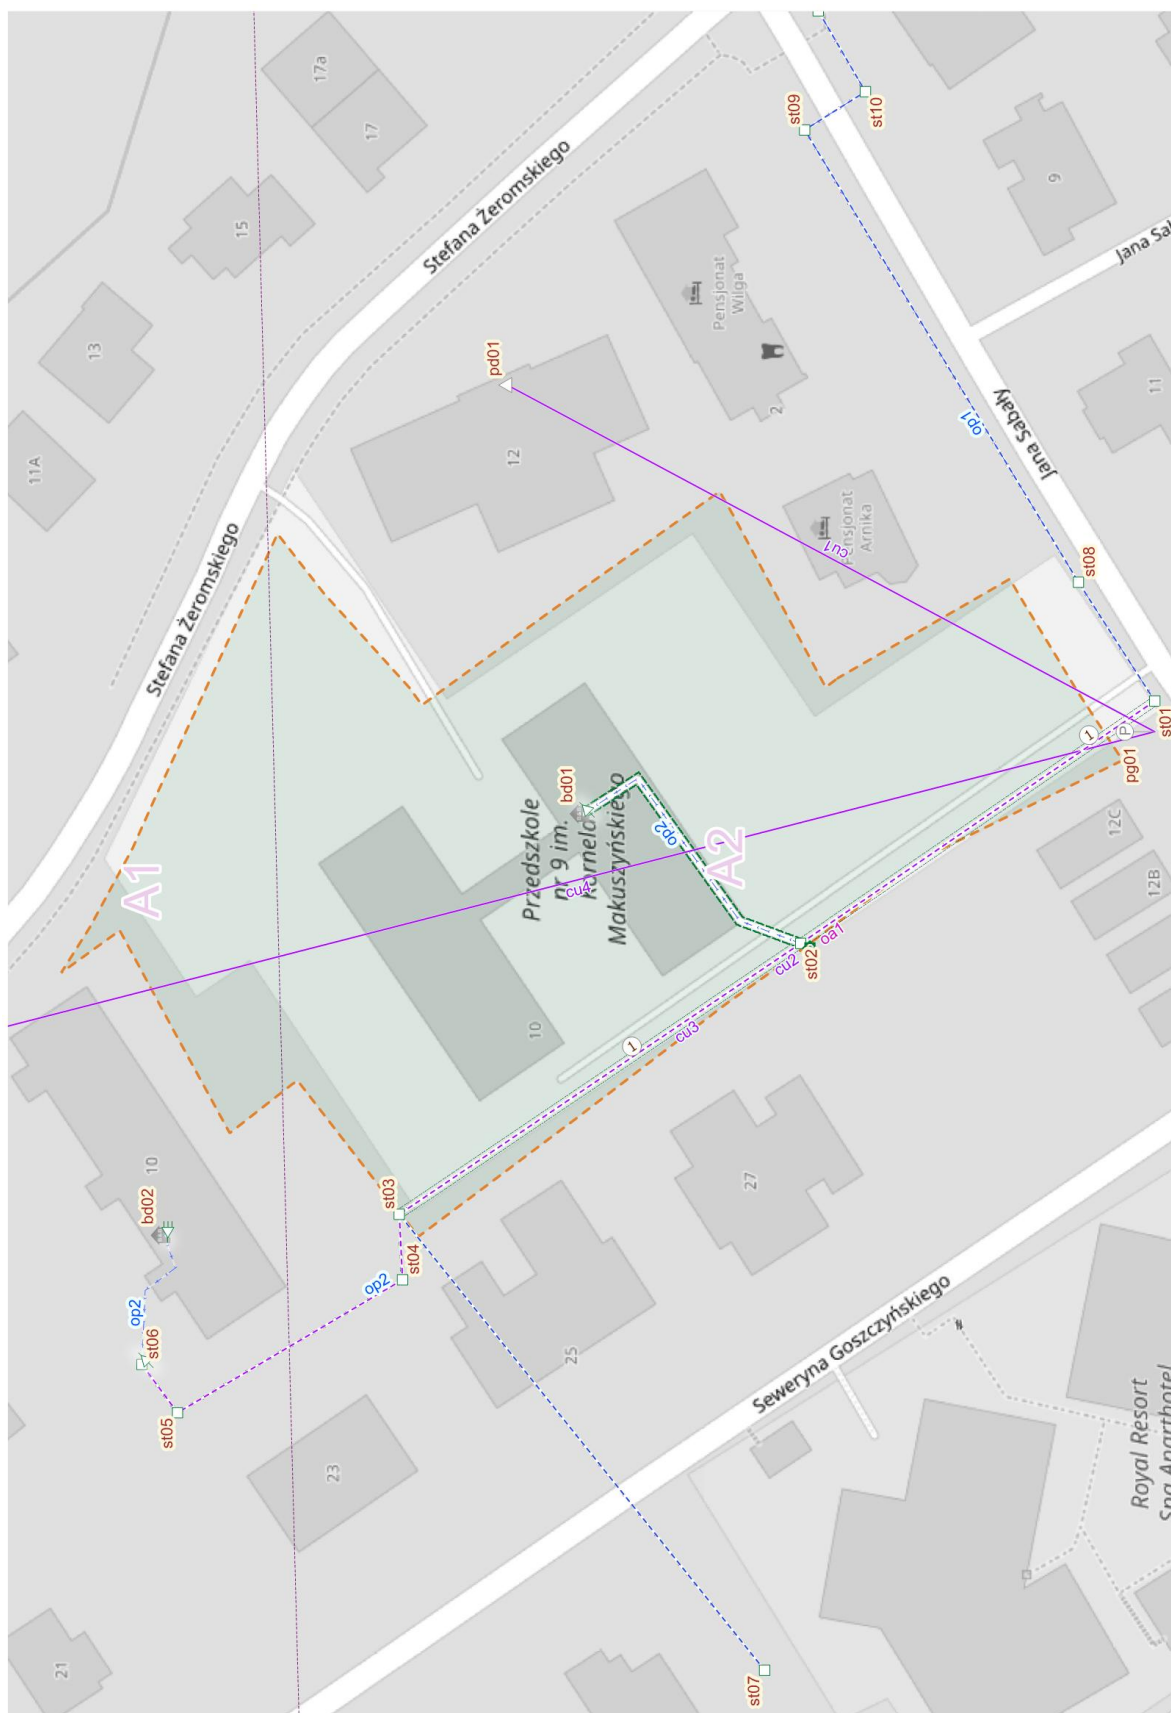 17a
17
15
13
11A
Stefana Żeromskiego
Stefana Żeromskiego
st09
st10
9
Jana Sab
pd01
12
Pensjonat
Wilga
2
Pensjonat
Arnika
cu1
op1
Jana Sabały
11
st08
A1
Przedszkole
nr 9 im.
Kornela
Makuszyńskiego
bd01
op2
A2
cu4
10
1
P
pg01
st01
12C
12B
st02
oa1
cu2
cu3
1
10
bd02
op2
st06
st05
st03
st04
op2
27
25
23
21
Seweryna Goszczyńskiego
st07
Royal Resort
Spa Aparthotel